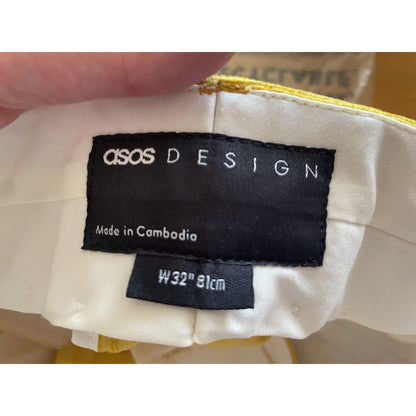 asos DESIGN
Made in Cambodia
W32" 81cm